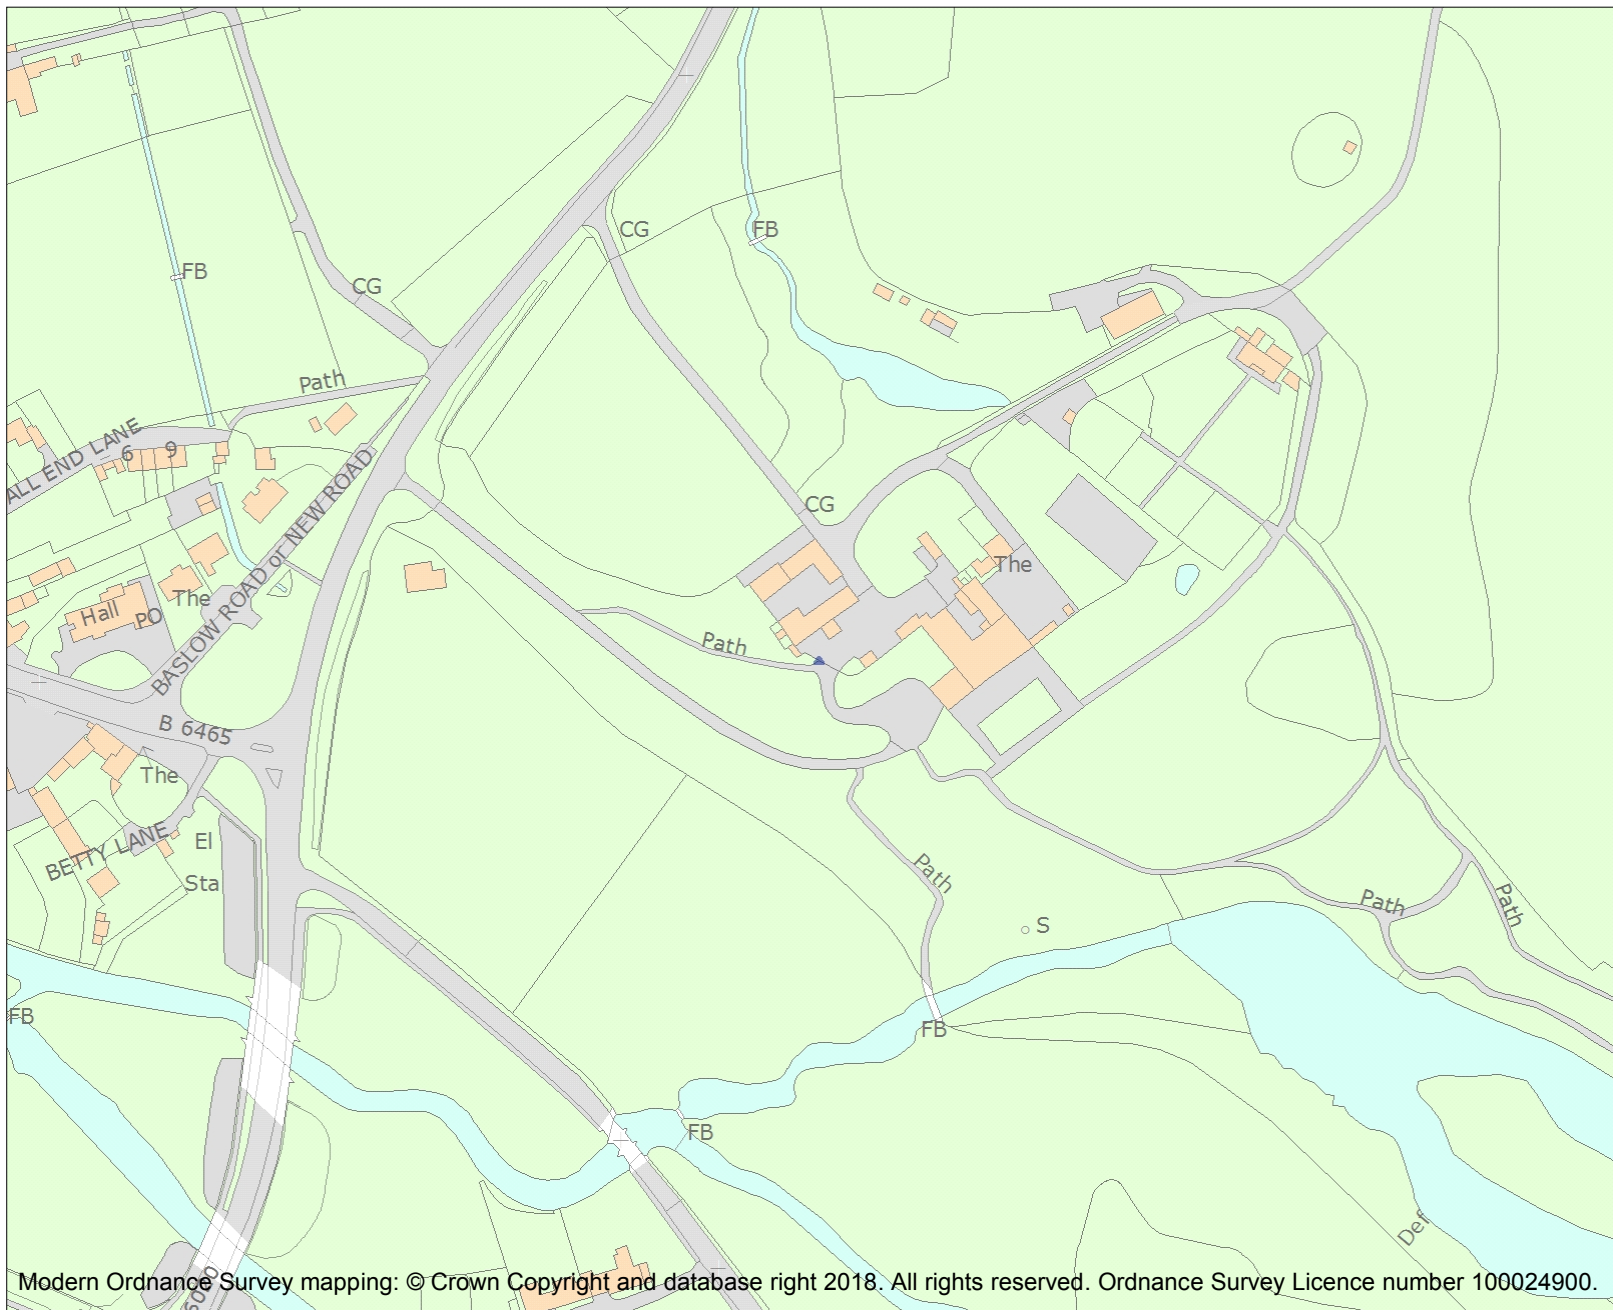 CG
FB
FB
CG
Path
ALL END LANE
6
9
BASLOW ROAD or NEW ROAD
CG
The
The
Hall
PO
Path
B 6465
The
El
Sta
BETTY LANE
Path
Path
Path
S
FB
FB
FB
Def
Modern Ordnance Survey mapping: © Crown Copyright and database right 2018. All rights reserved. Ordnance Survey Licence number 100024900.